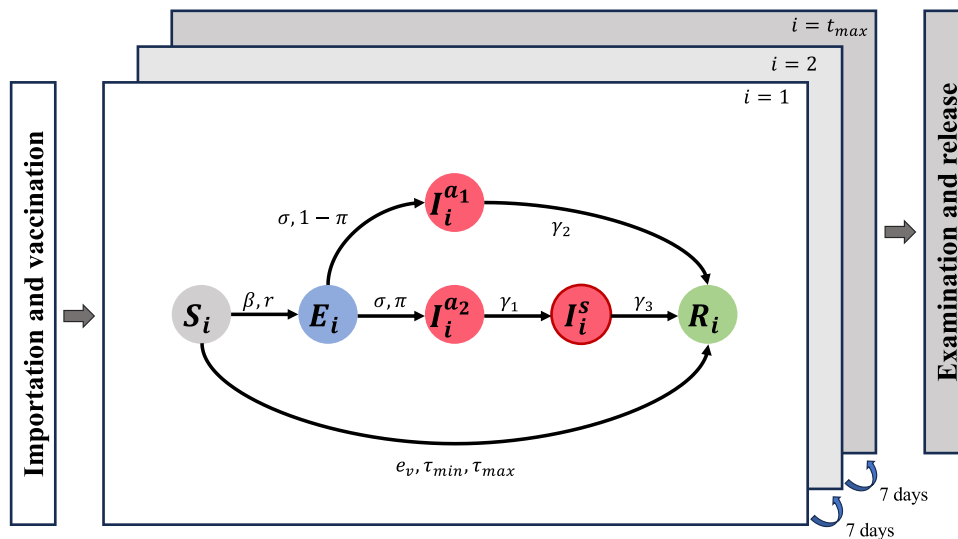 Importation and vaccination
i = t_max
i = 2
i = 1
I_i^{a_1}
σ, 1 − π
γ_2
S_i
β, r
E_i
σ, π
I_i^{a_2}
γ_1
I_i^s
γ_3
R_i
e_v, τ_min, τ_max
7 days
7 days
Examination and release